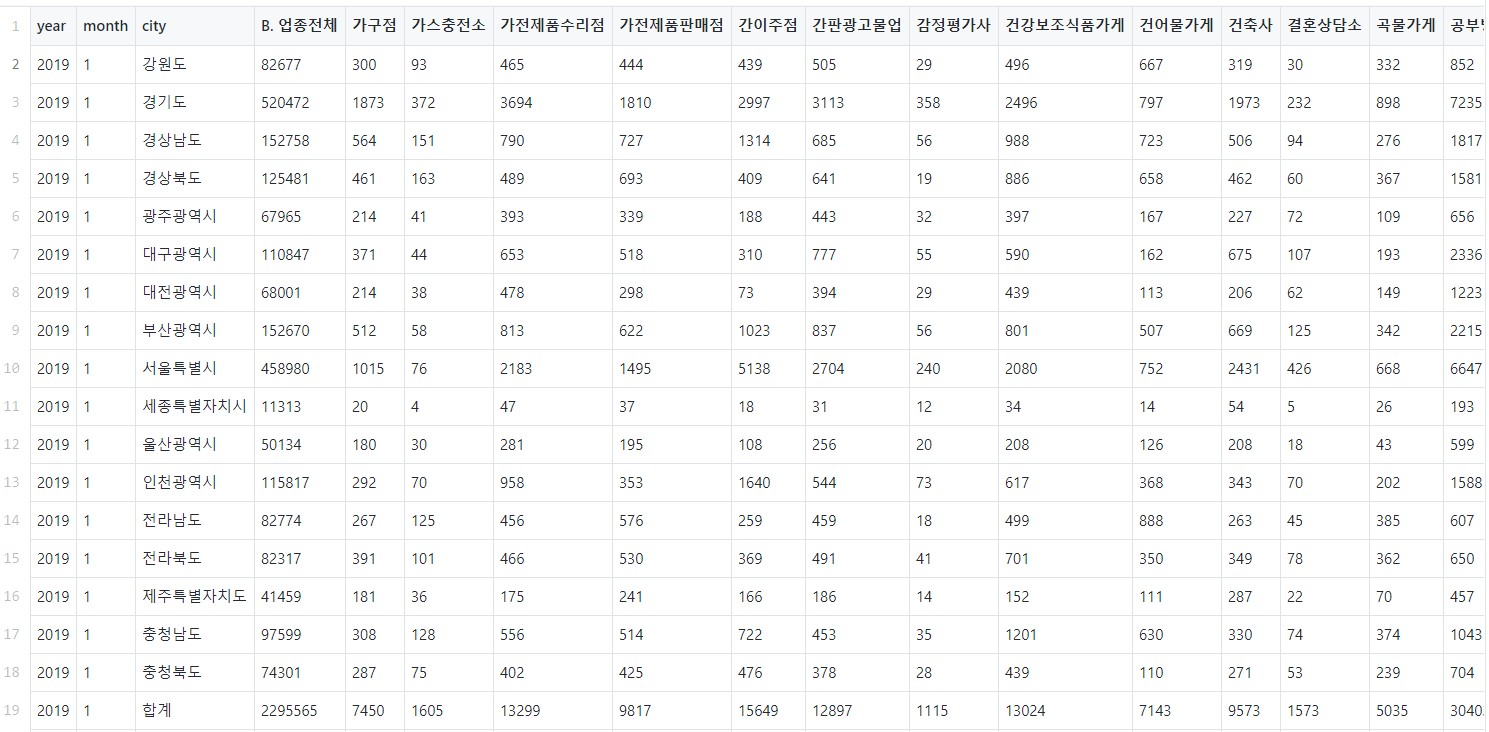 1 year month city B. 업종전체 가구점 가스충전소 가전제품수리점 가전제품판매점 간이주점 간판광고물업 감정평가사 건강보조식품가게 건어물가게 건축사 결혼상담소 곡물가게 공부
2 2019 1 강원도 82677 300 93 465 444 439 505 29 496 667 319 30 332 852
3 2019 1 경기도 520472 1873 372 3694 1810 2997 3113 358 2496 797 1973 232 898 7235
4 2019 1 경상남도 152758 564 151 790 727 1314 685 56 988 723 506 94 276 1817
5 2019 1 경상북도 125481 461 163 489 693 409 641 19 886 658 462 60 367 1581
6 2019 1 광주광역시 67965 214 41 393 339 188 443 32 397 167 227 72 109 656
7 2019 1 대구광역시 110847 371 44 653 518 310 777 55 590 162 675 107 193 2336
8 2019 1 대전광역시 68001 214 38 478 298 73 394 29 439 113 206 62 149 1223
9 2019 1 부산광역시 152670 512 58 813 622 1023 837 56 801 507 669 125 342 2215
10 2019 1 서울특별시 458980 1015 76 2183 1495 5138 2704 240 2080 752 2431 426 668 6647
11 2019 1 세종특별자치시 11313 20 4 47 37 18 31 12 34 14 54 5 26 193
12 2019 1 울산광역시 50134 180 30 281 195 108 256 20 208 126 208 18 43 599
13 2019 1 인천광역시 115817 292 70 958 353 1640 544 73 617 368 343 70 202 1588
14 2019 1 전라남도 82774 267 125 456 576 259 459 18 499 888 263 45 385 607
15 2019 1 전라북도 82317 391 101 466 530 369 491 41 701 350 349 78 362 650
16 2019 1 제주특별자치도 41459 181 36 175 241 166 186 14 152 111 287 22 70 457
17 2019 1 충청남도 97599 308 128 556 514 722 453 35 1201 630 330 74 374 1043
18 2019 1 충청북도 74301 287 75 402 425 476 378 28 439 110 271 53 239 704
19 2019 1 합계 2295565 7450 1605 13299 9817 15649 12897 1115 13024 7143 9573 1573 5035 3040